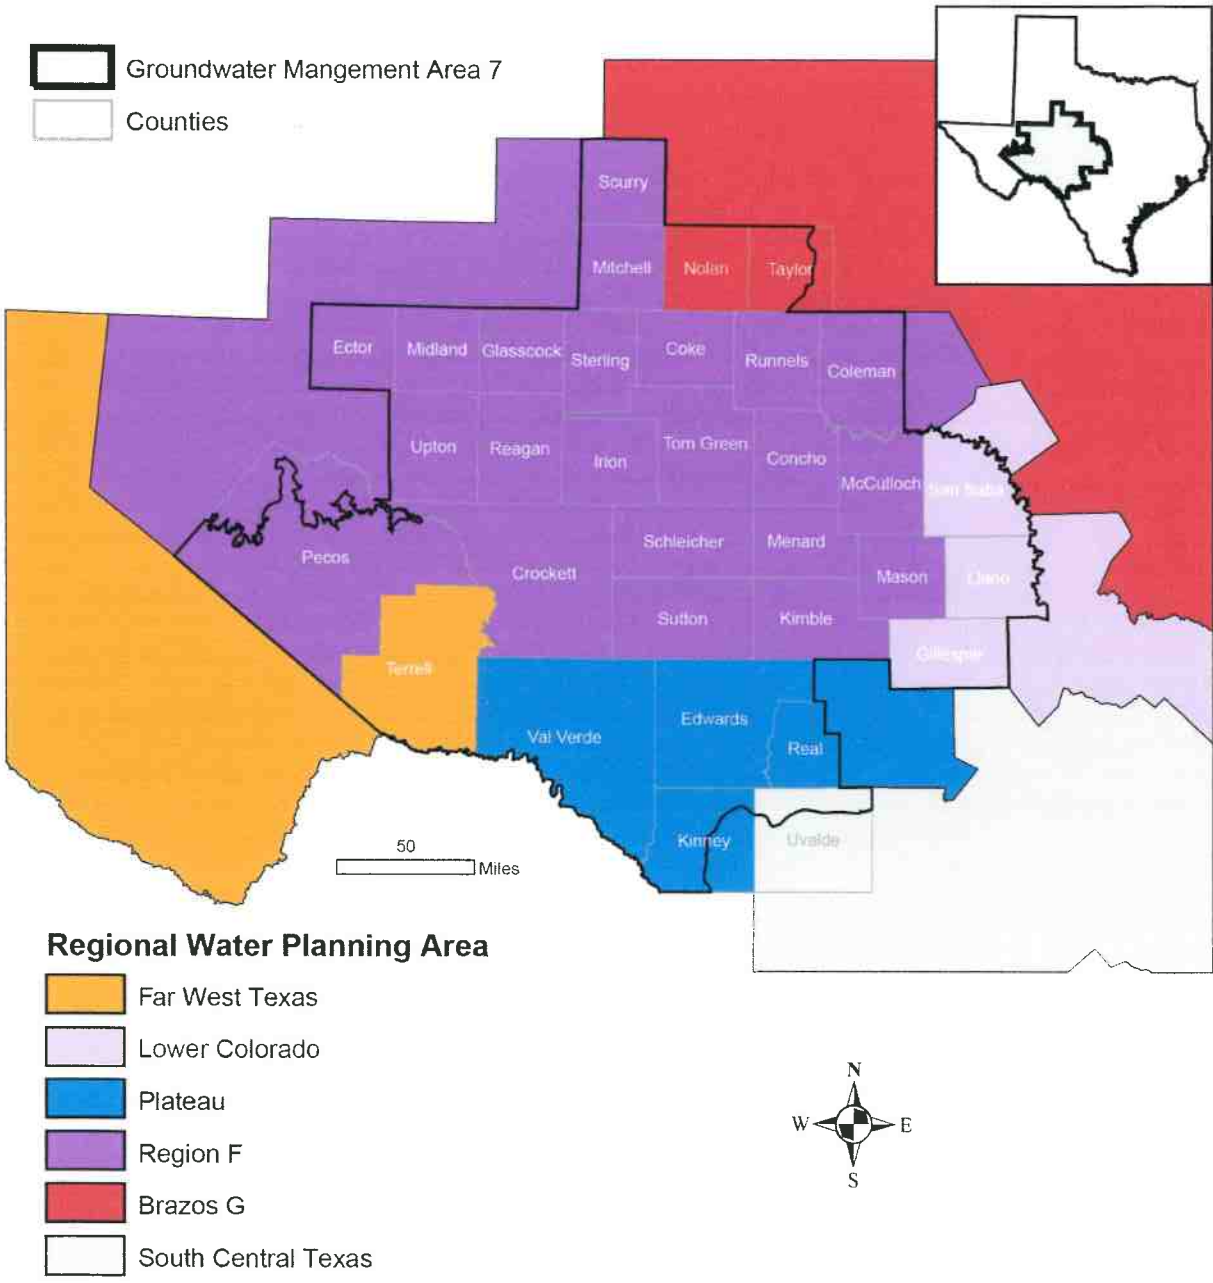 Groundwater Mangement Area 7
Counties
Scurry
Mitchell
Nolan
Taylor
Ector
Midland
Glasscock
Sterling
Coke
Runnels
Coleman
Upton
Reagan
Irion
Tom Green
Concho
McCulloch
San Saba
Pecos
Crockett
Schleicher
Menard
Mason
Llano
Sutton
Kimble
Gillespie
Terrell
Val Verde
Edwards
Real
Kinney
Uvalde
50
Miles
Regional Water Planning Area
Far West Texas
Lower Colorado
Plateau
Region F
Brazos G
South Central Texas
N
W
E
S